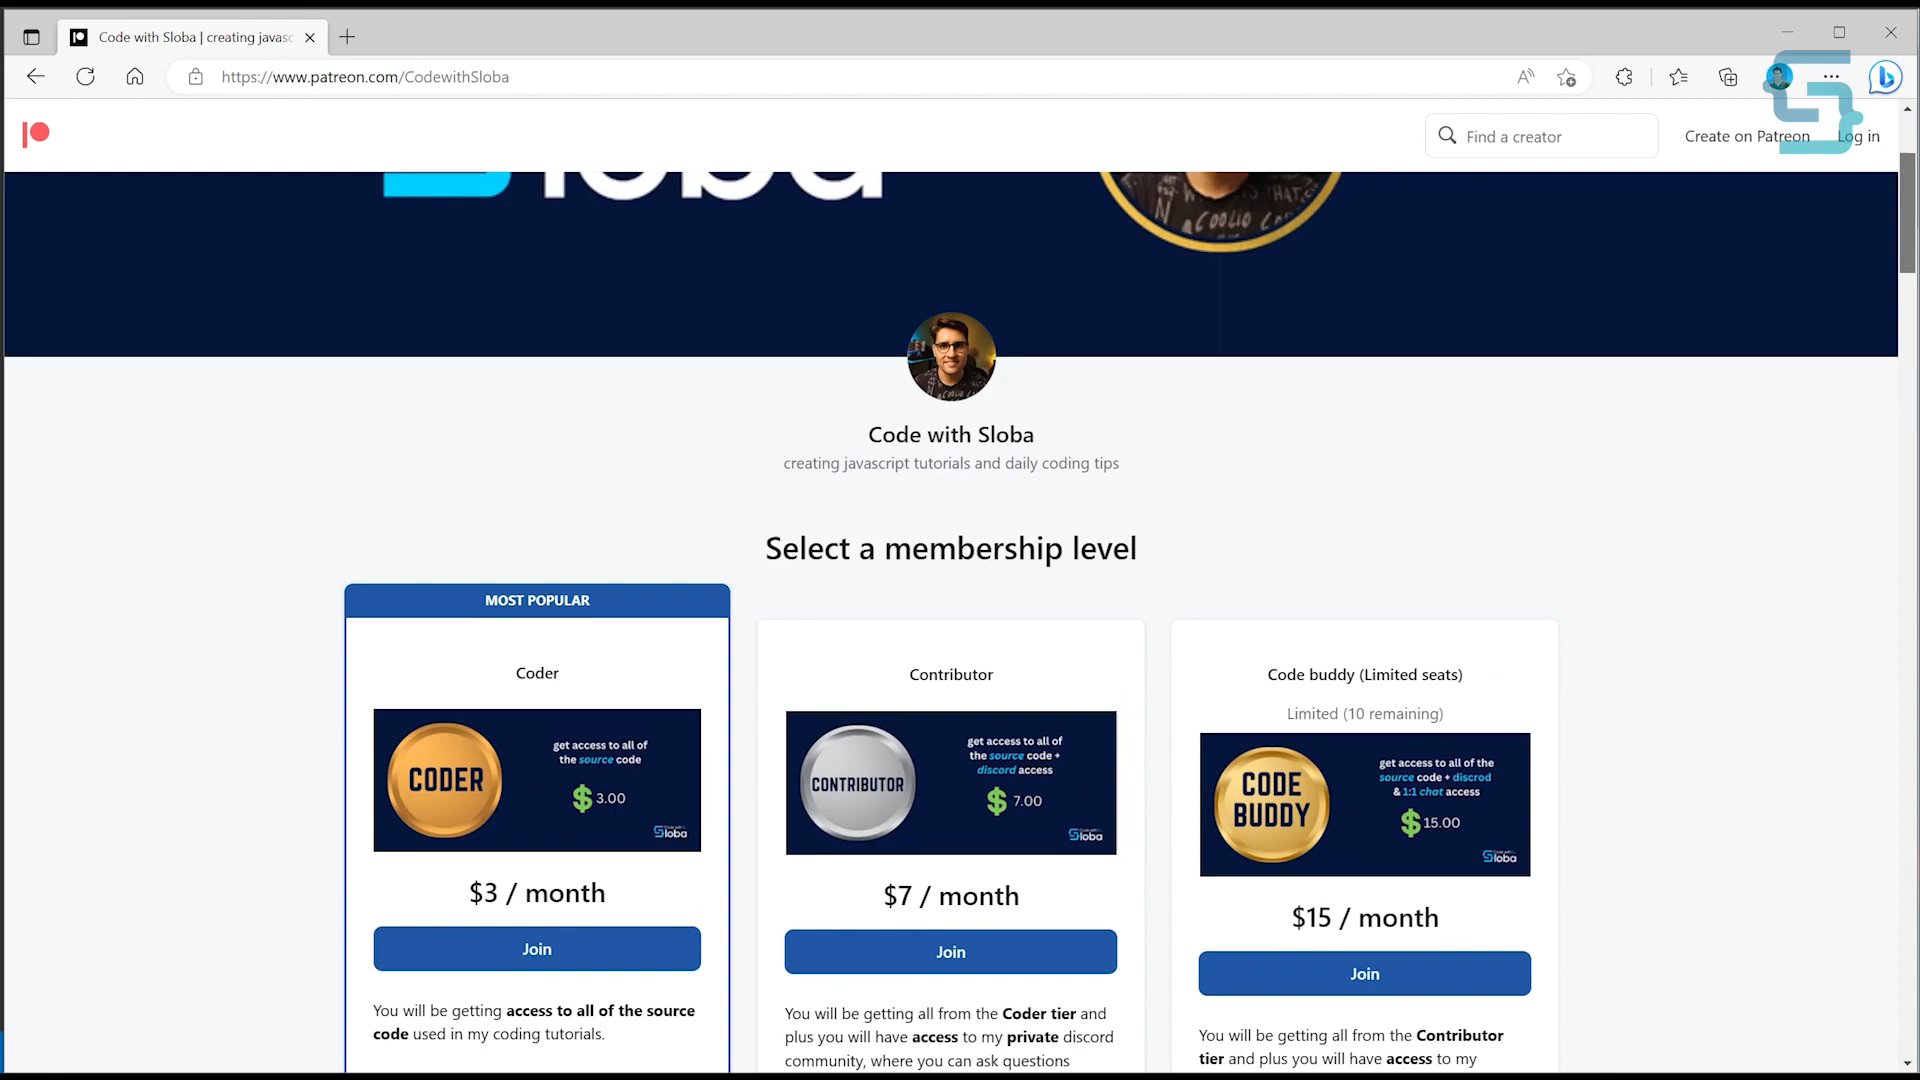 Code with Sloba | creating javasc
https://www.patreon.com/CodewithSloba
Find a creator
Create on Patreon
Log in
Sloba
Code with Sloba
creating javascript tutorials and daily coding tips
Select a membership level
MOST POPULAR
Coder
CODER
get access to all of
the source code
$ 3.00
Sloba
$3 / month
Join
You will be getting access to all of the source
code used in my coding tutorials.
Contributor
CONTRIBUTOR
get access to all of
the source code +
discord access
$ 7.00
Sloba
$7 / month
Join
You will be getting all from the Coder tier and
plus you will have access to my private discord
community, where you can ask questions
Code buddy (Limited seats)
Limited (10 remaining)
CODE
BUDDY
get access to all of the
source code + discrod
& 1:1 chat access
$15.00
Sloba
$15 / month
Join
You will be getting all from the Contributor
tier and plus you will have access to my